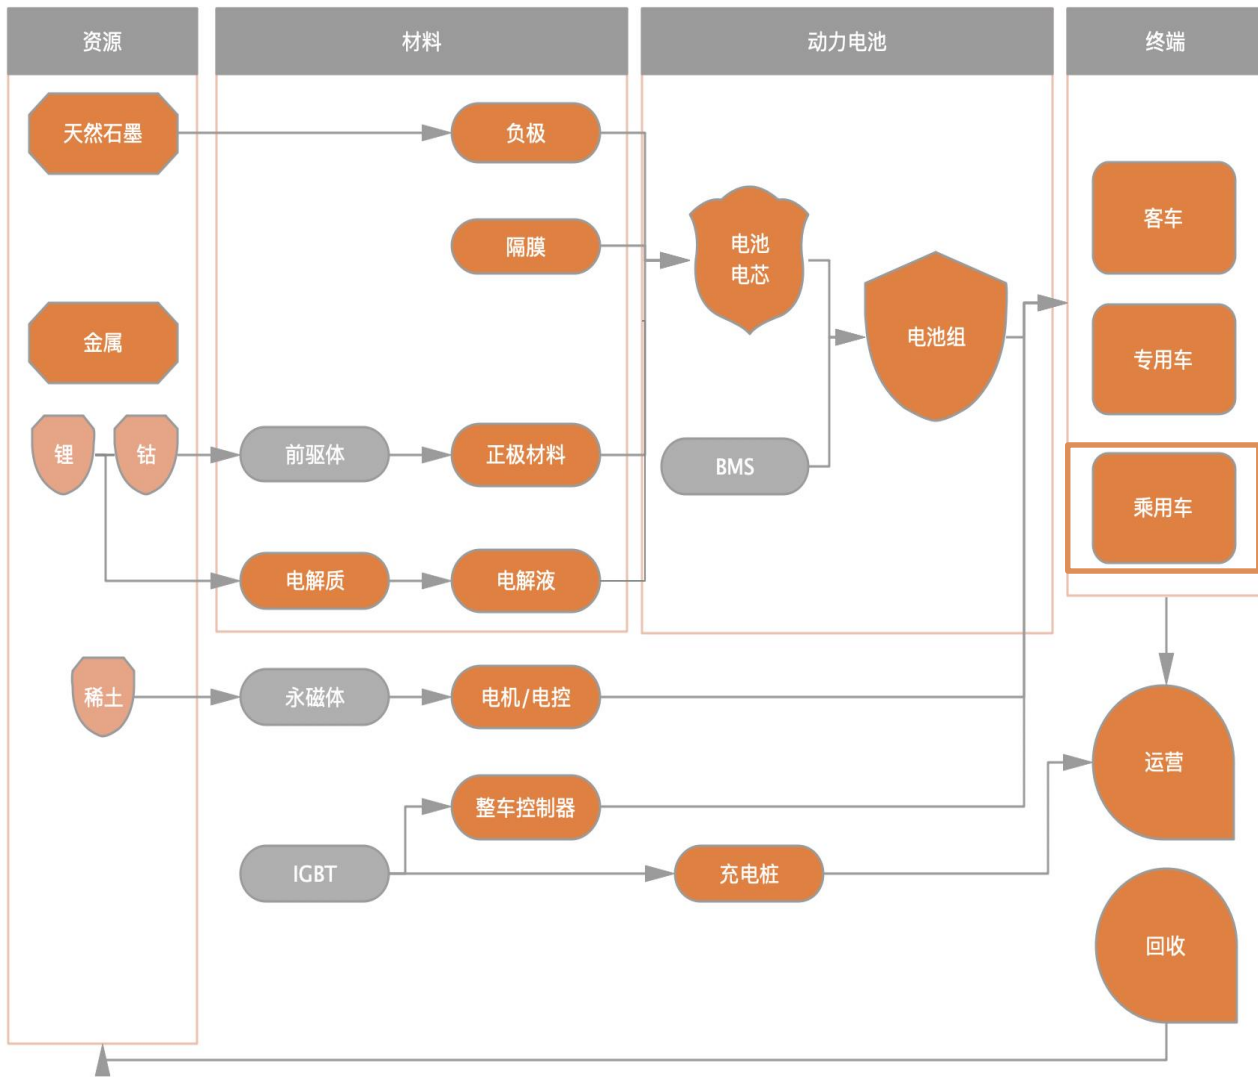 资源
材料
动力电池
终端
天然石墨
负极
隔膜
电池
电芯
客车
金属
电池组
专用车
锂
钴
前驱体
正极材料
BMS
乘用车
电解质
电解液
稀土
永磁体
电机/电控
运营
整车控制器
IGBT
充电桩
回收